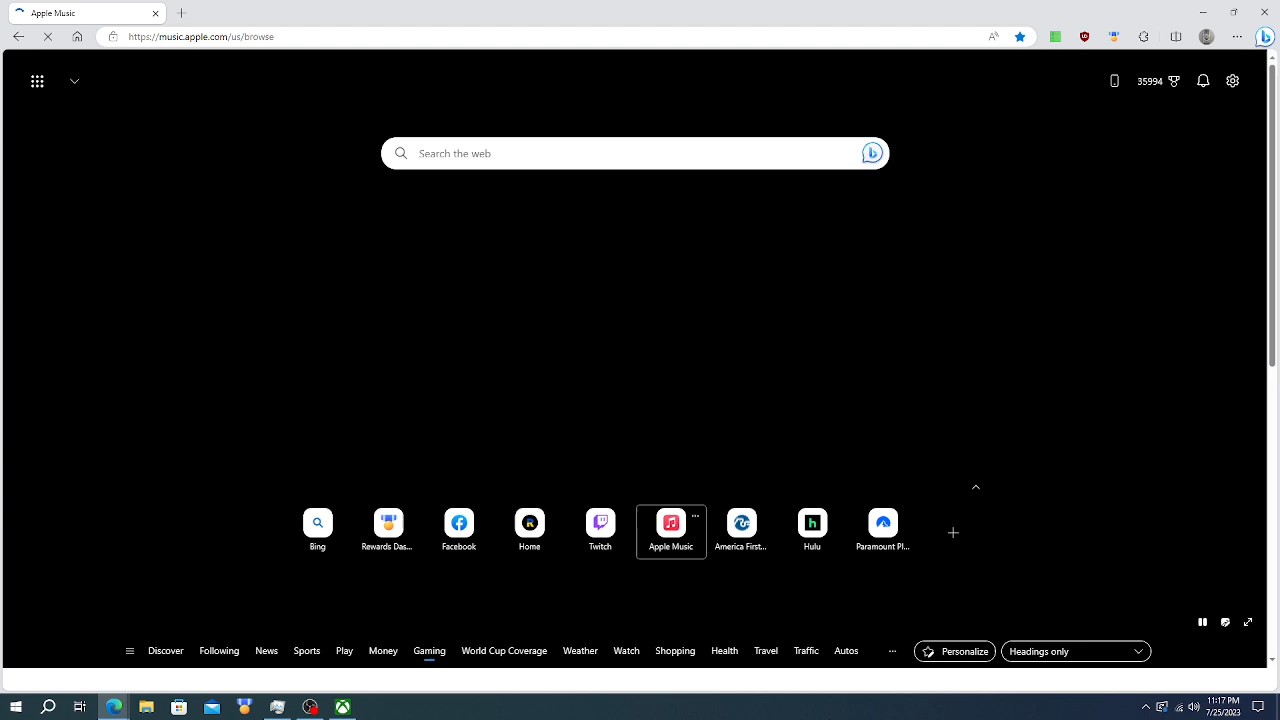 Apple Music
https://music.apple.com/us/browse
35994
Search the web
Bing
Rewards Das...
Facebook
Home
Twitch
Apple Music
America First...
Hulu
Paramount Pl...
Discover Following News Sports Play Money Gaming World Cup Coverage Weather Watch Shopping Health Travel Traffic Autos ... Personalize Headings only
11:17 PM
7/25/2023